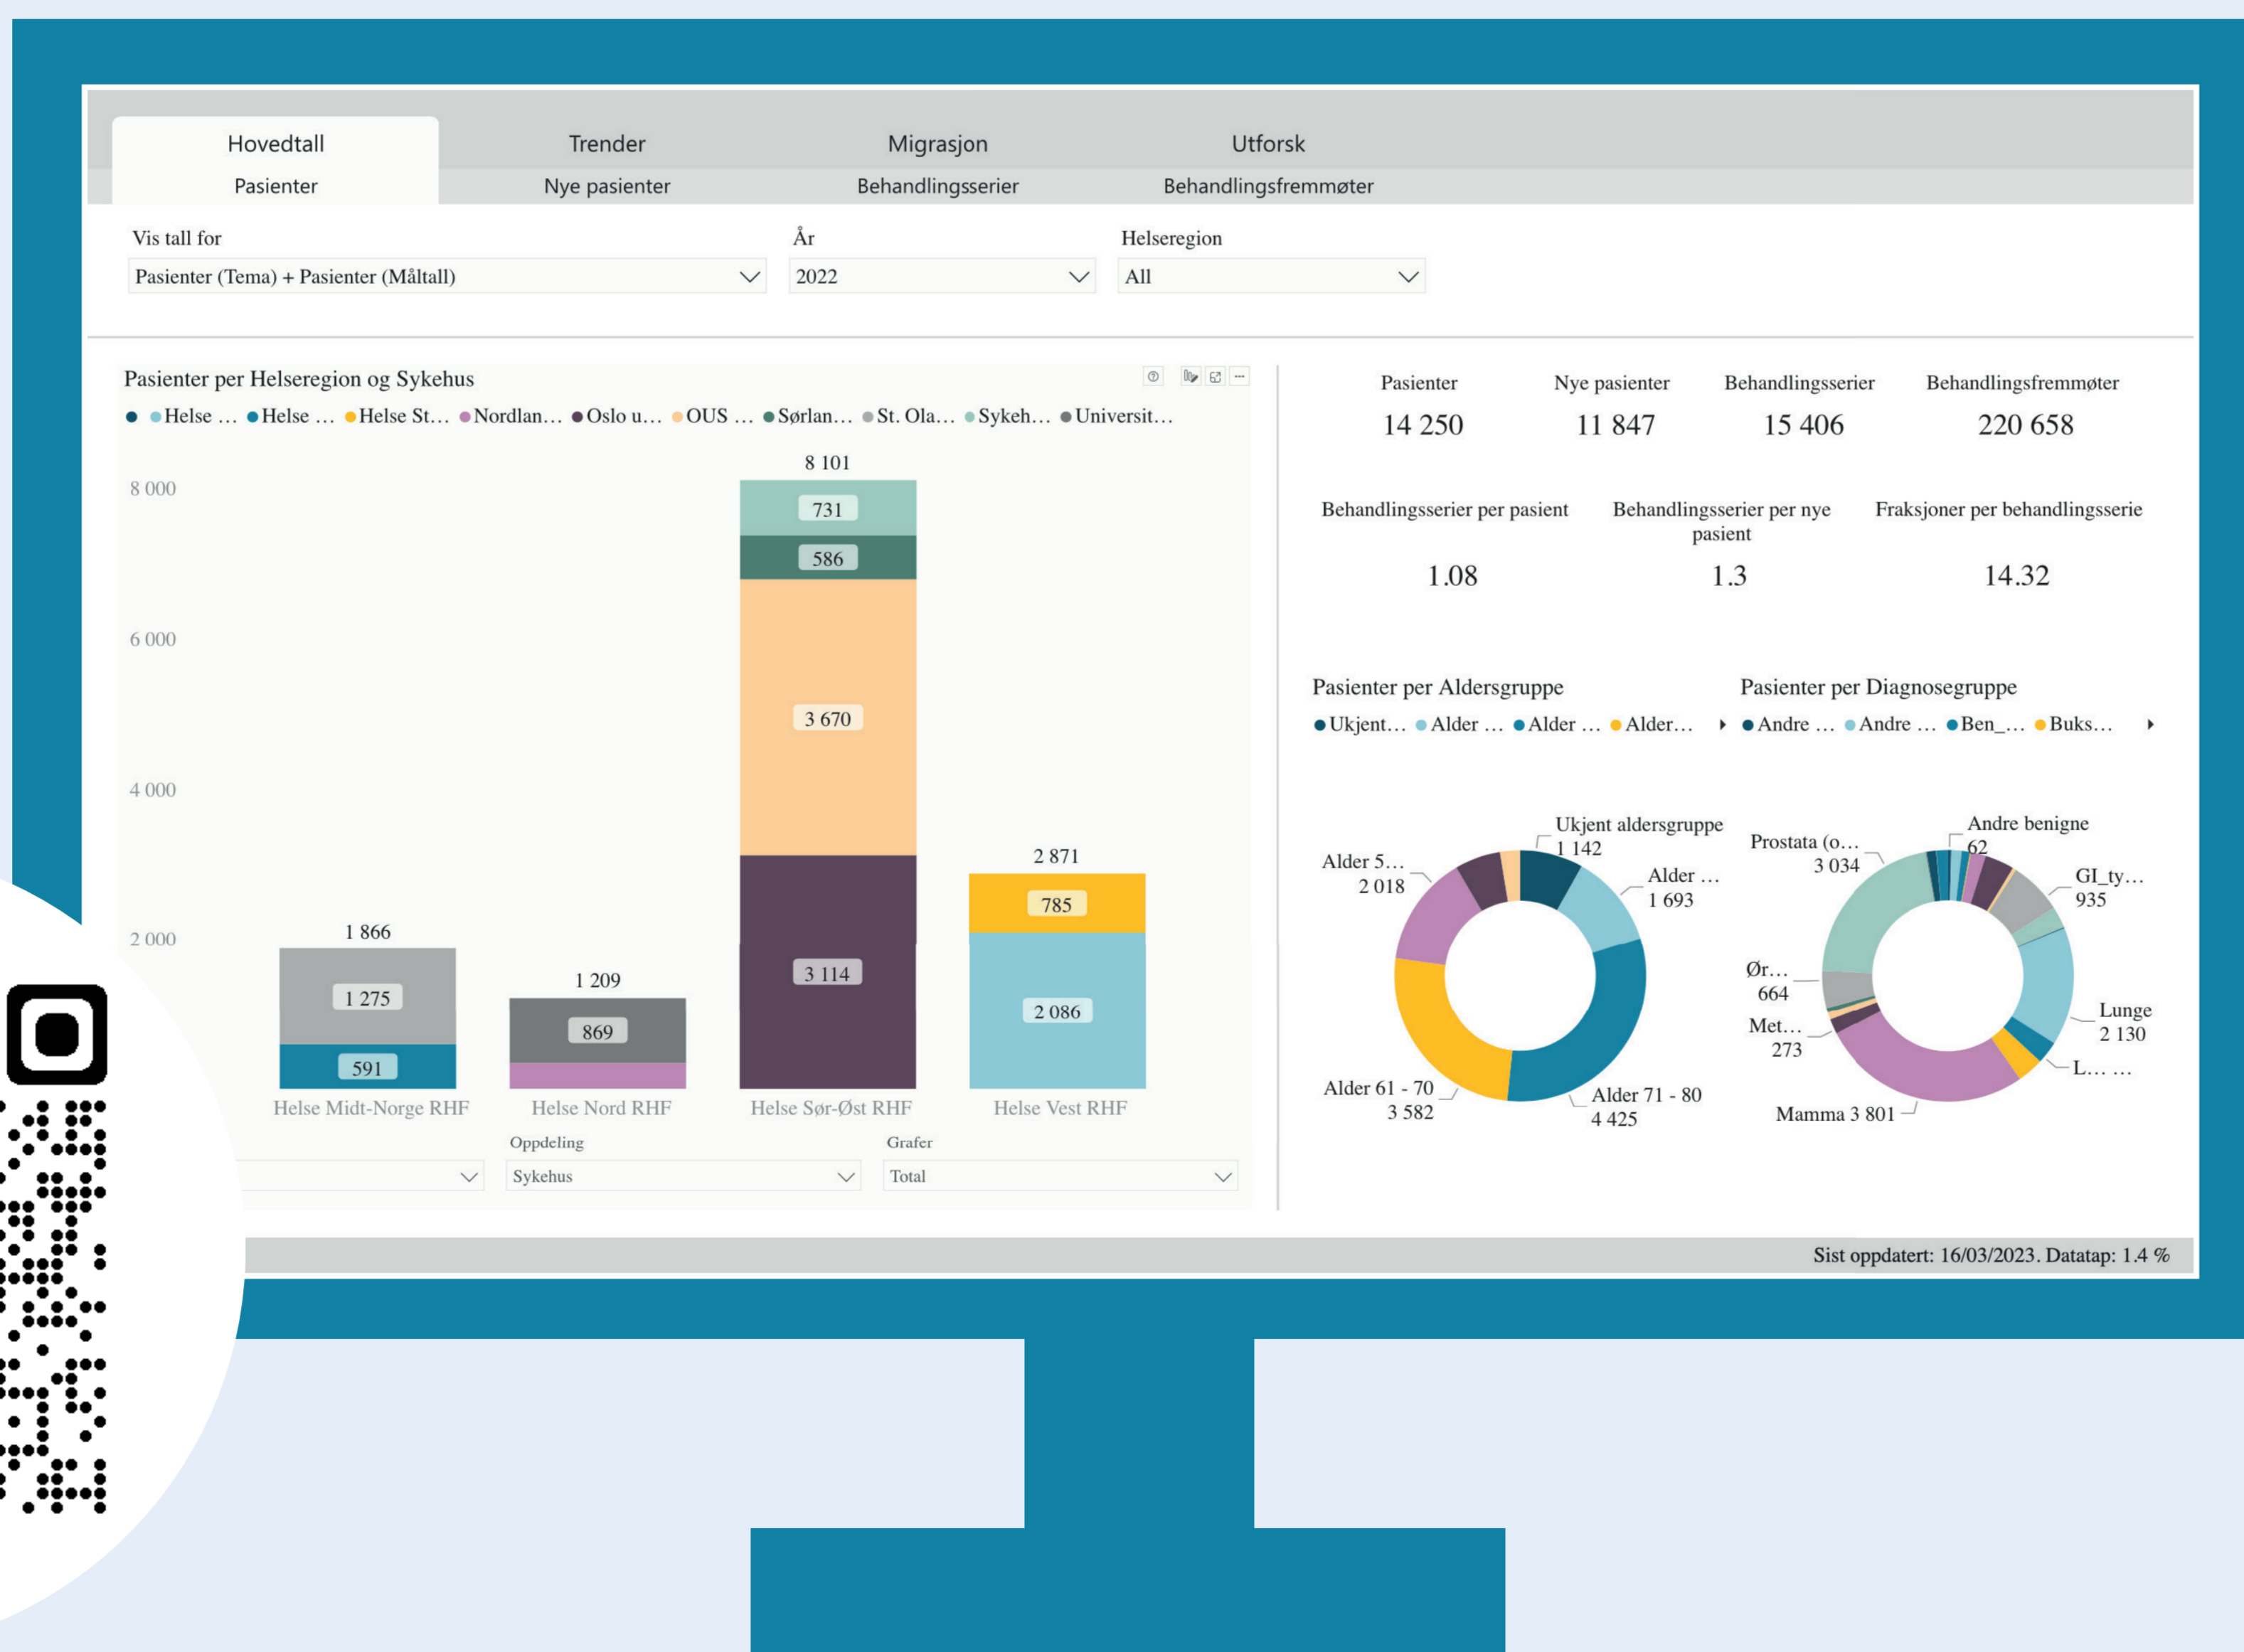 Hovedtall Trender Migrasjon Utforsk
Pasienter Nye pasienter Behandlingsserier Behandlingsfremmøter
Vis tall for År Helseregion
Pasienter (Tema) + Pasienter (Måltall) 2022 All
Pasienter per Helseregion og Sykehus
Helse … Helse … Helse St… Nordlan… Oslo u… OUS … Sørlan… St. Ola… Sykeh… Universit…
8 000
6 000
4 000
2 000
1 866
1 275
591
1 209
869
8 101
731
586
3 670
3 114
2 871
785
2 086
Helse Midt-Norge RHF Helse Nord RHF Helse Sør-Øst RHF Helse Vest RHF
Oppdeling Grafer
Sykehus Total
Pasienter Nye pasienter Behandlingsserier Behandlingsfremmøter
14 250 11 847 15 406 220 658
Behandlingsserier per pasient Behandlingsserier per nye Fraksjoner per behandlingsserie
pasient
1.08 1.3 14.32
Pasienter per Aldersgruppe
Ukjent… Alder … Alder … Alder…
Ukjent aldersgruppe
1 142
Alder …
1 693
Alder 71 - 80
4 425
Alder 61 - 70
3 582
Alder 5…
2 018
Pasienter per Diagnosegruppe
Andre … Andre … Ben_… Buks…
Andre benigne
62
GI_ty…
935
Lunge
2 130
L… …
Mamma 3 801
Met…
273
Ør…
664
Prostata (o…
3 034
Sist oppdatert: 16/03/2023. Datatap: 1.4 %